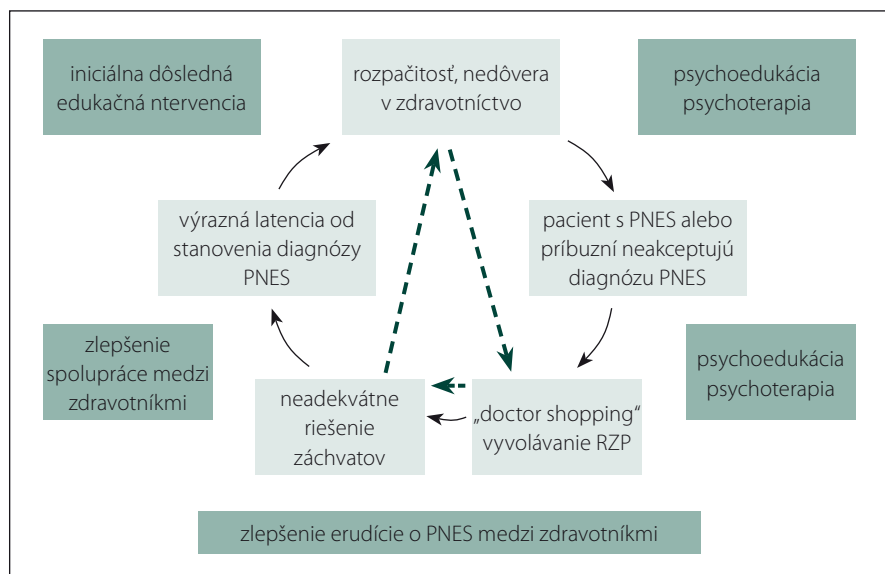 iniciálna dôsledná
edukačná ntervencia
rozpačitosť, nedôvera
v zdravotníctvo
psychoedukácia
psychoterapia
výrazná latencia od
stanovenia diagnózy
PNES
pacient s PNES alebo
príbuzní neakceptujú
diagnózu PNES
zlepšenie
spolupráce medzi
zdravotníkmi
neadekvátne
riešenie
záchvatov
„doctor shopping“
vyvolávanie RZP
psychoedukácia
psychoterapia
zlepšenie erudície o PNES medzi zdravotníkmi